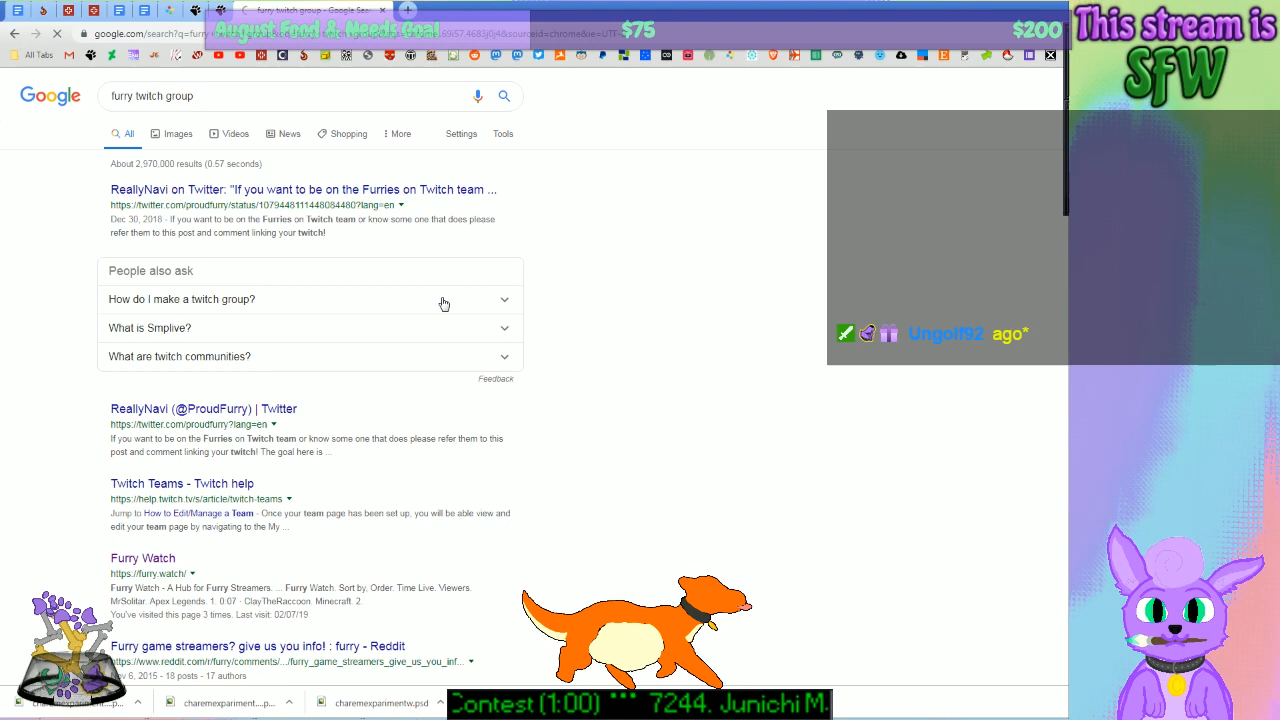 furry twitch group - Google Sea
August Food & Needs Goal
$75
$200
This stream is
SFW
All Tabs
Google
furry twitch group
All
Images
Videos
News
Shopping
More
Settings
Tools
About 2,970,000 results (0.57 seconds)
ReallyNavi on Twitter: "If you want to be on the Furries on Twitch team ...
https://twitter.com/proudfurry/status/1079448111448084480?lang=en
Dec 30, 2018 - If you want to be on the Furries on Twitch team or know some one that does please
refer them to this post and comment linking your twitch!
People also ask
How do I make a twitch group?
What is Smplive?
What are twitch communities?
Feedback
Ungolf92 ago*
ReallyNavi (@ProudFurry) | Twitter
https://twitter.com/proudfurry?lang=en
If you want to be on the Furries on Twitch team or know some one that does please refer them to this
post and comment linking your twitch! The goal here is ...
Twitch Teams - Twitch help
https://help.twitch.tv/s/article/twitch-teams
Jump to How to Edit/Manage a Team - Once your team page has been set up, you will be able view and
edit your team page by navigating to the My ...
Furry Watch
https://furry.watch/
Furry Watch - A Hub for Furry Streamers. ... Furry Watch. Sort by, Order. Time Live. Viewers.
MrSolitar. Apex Legends. 1. 0.07 · ClayTheRaccoon. Minecraft. 2.
You've visited this page 3 times. Last visit: 02/07/19
Furry game streamers? give us you info! : furry - Reddit
https://www.reddit.com/r/furry/comments/.../furry_game_streamers_give_us_you_inf...
6, 2015 - 18 posts - 17 authors
charemexpariment....p...
charemexpariment....p...
charemexparimentw.psd
Contest (1:00) *** 7244. Junichi M.